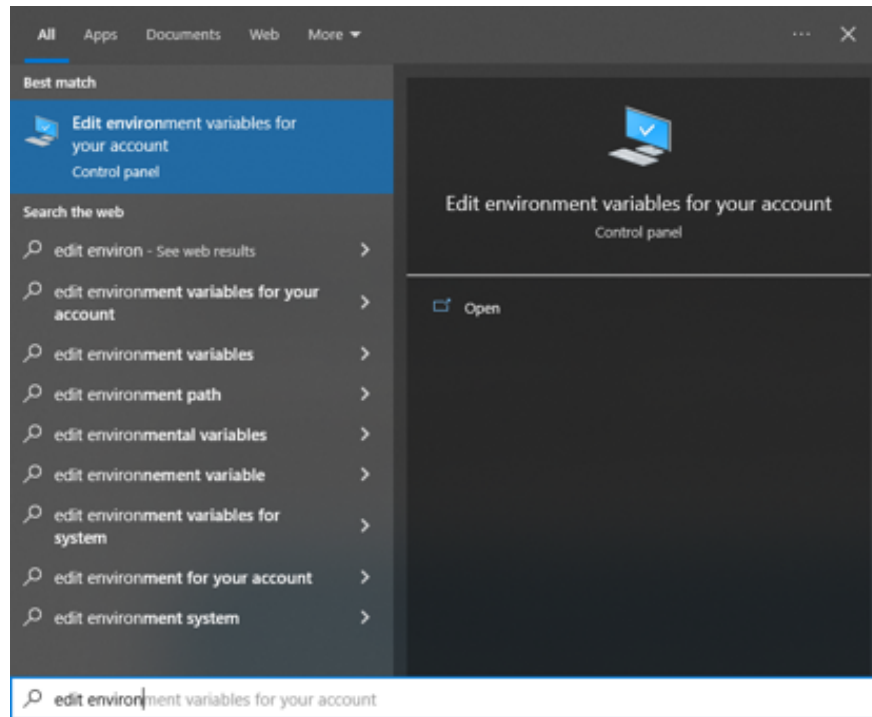 All Apps Documents Web More ... ×
Best match
Edit environment variables for
your account
Control panel
Search the web
edit environ - See web results
edit environment variables for your
account
edit environment variables
edit environment path
edit environmental variables
edit environnement variable
edit environment variables for
system
edit environment for your account
edit environment system
Edit environment variables for your account
Control panel
Open
edit environment variables for your account